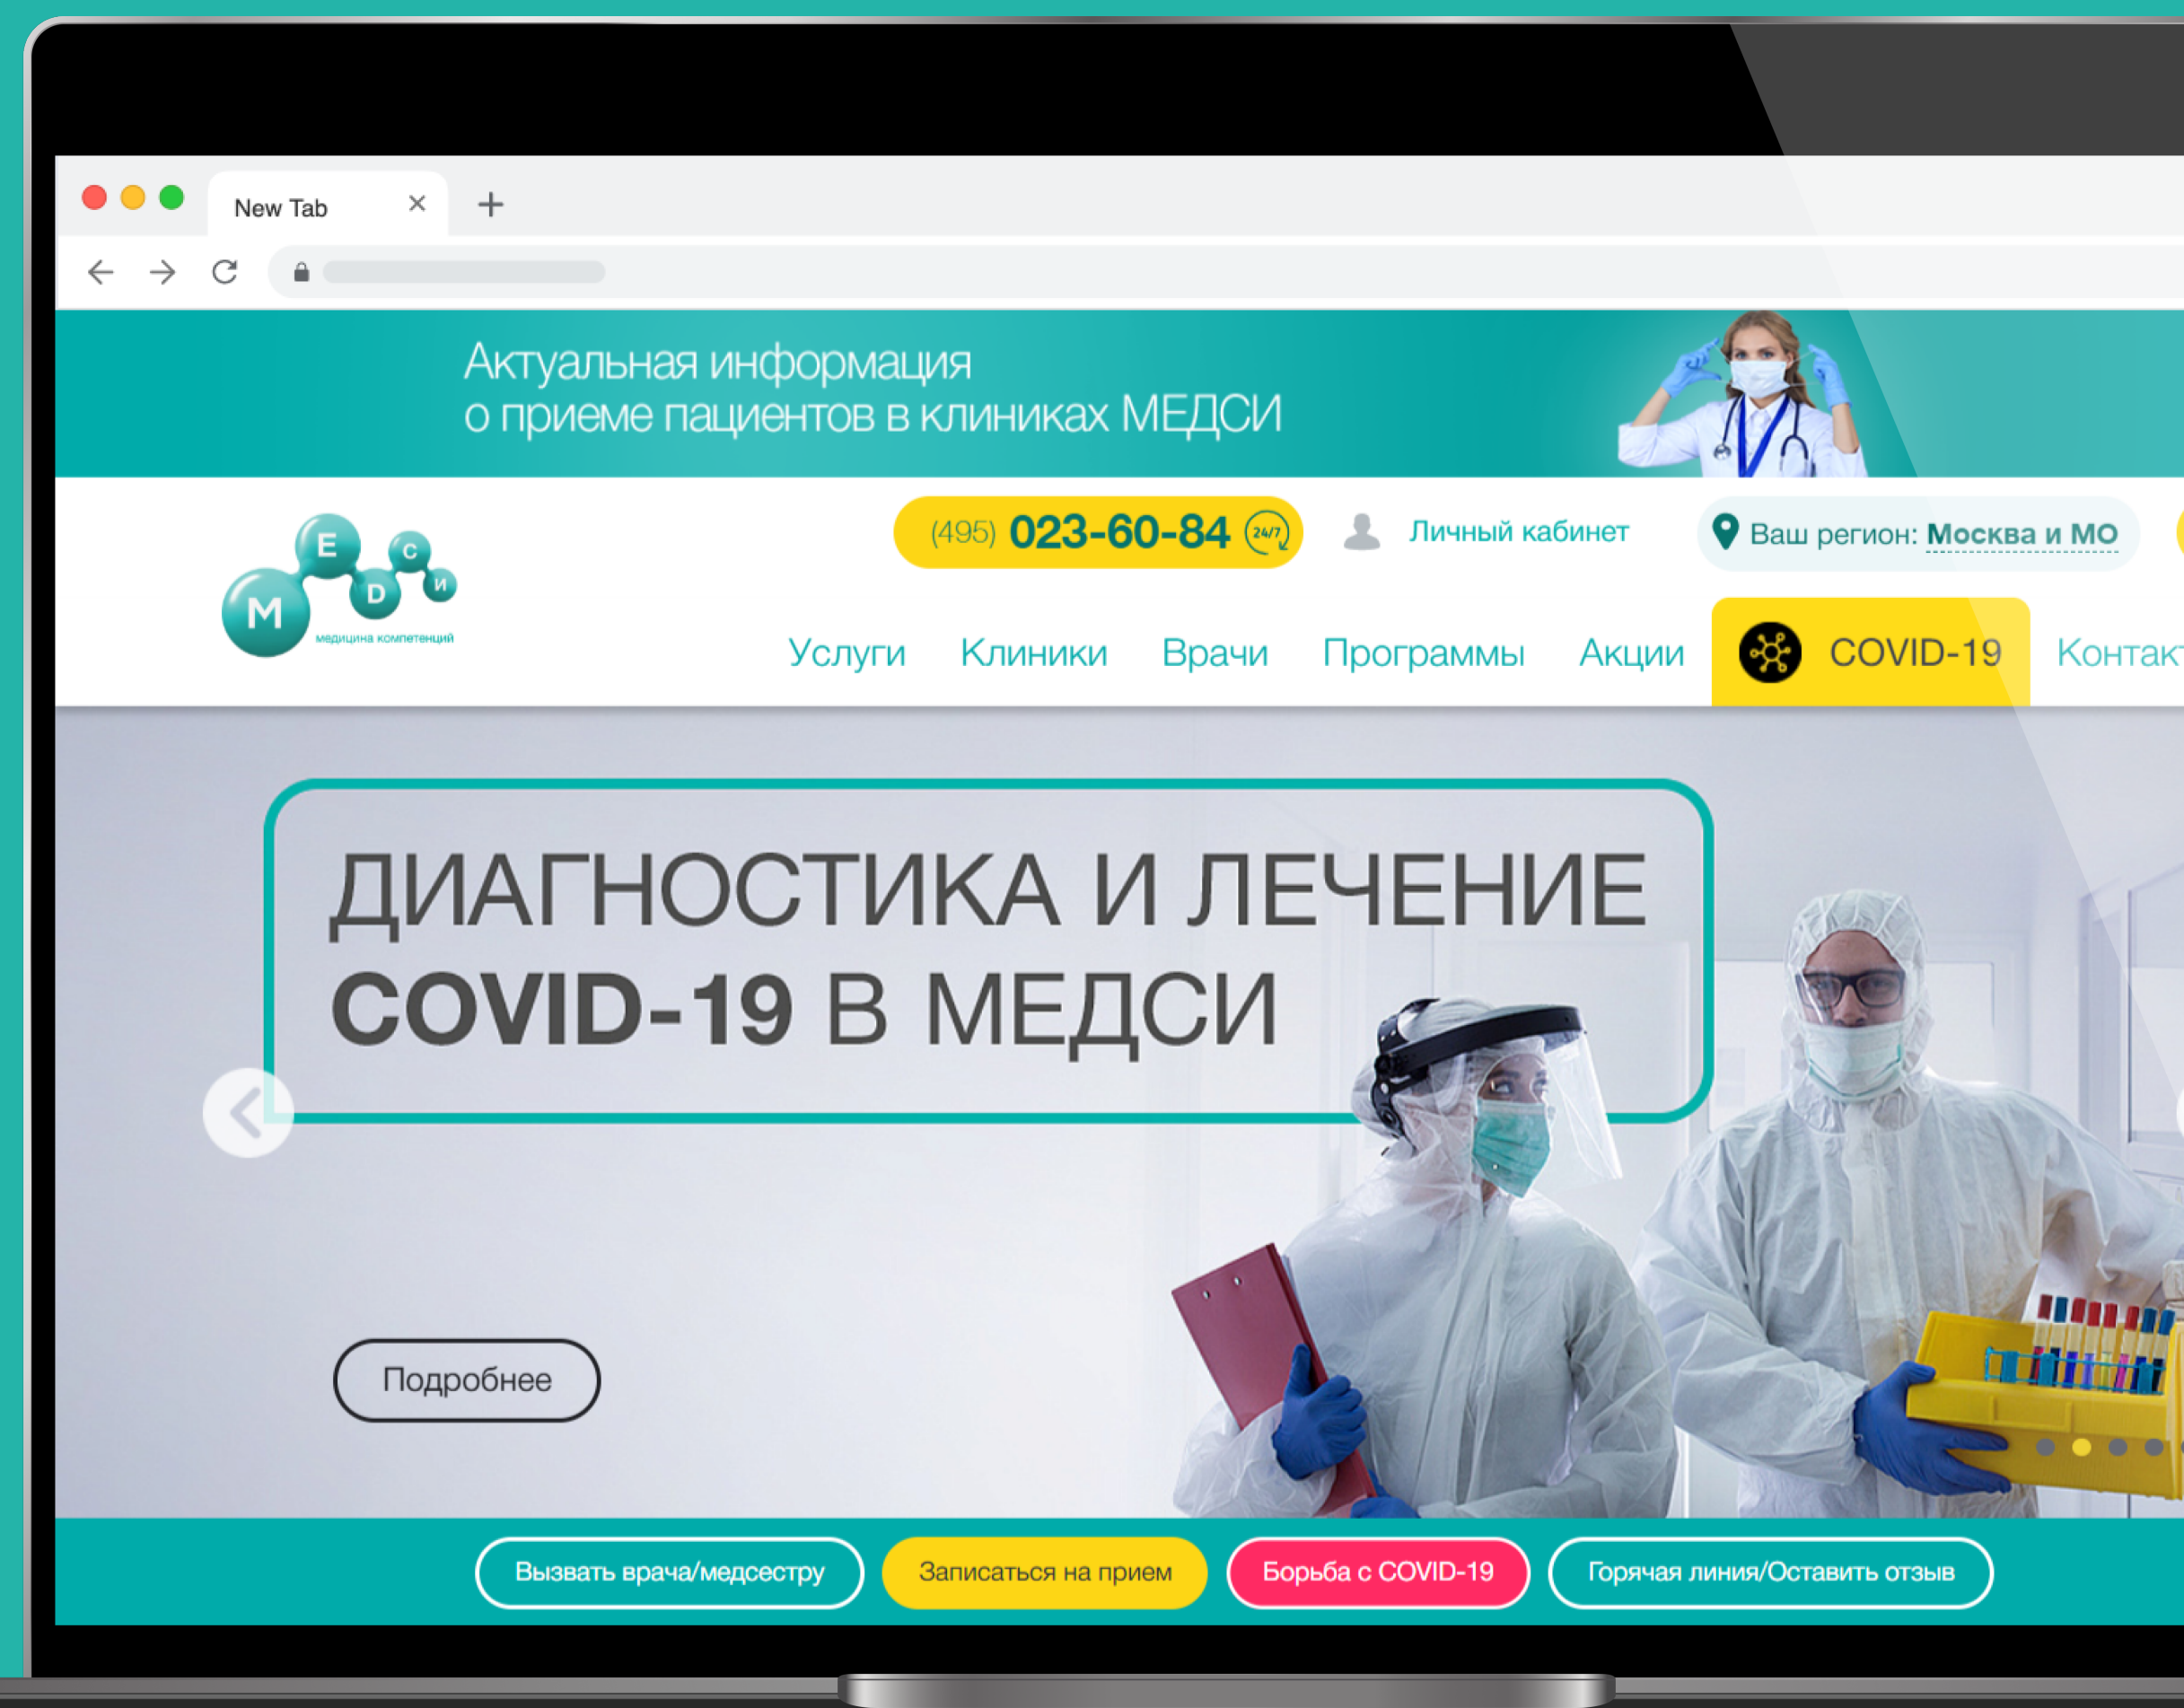 New Tab
Актуальная информация
о приеме пациентов в клиниках МЕДСИ
(495) 023-60-84 24/7
Личный кабинет
Ваш регион: Москва и МО
МЕDСИ
медицина компетенций
Услуги Клиники Врачи Программы Акции COVID-19 Контакт
ДИАГНОСТИКА И ЛЕЧЕНИЕ
COVID-19 В МЕДСИ
Подробнее
Вызвать врача/медсестру
Записаться на прием
Борьба с COVID-19
Горячая линия/Оставить отзыв